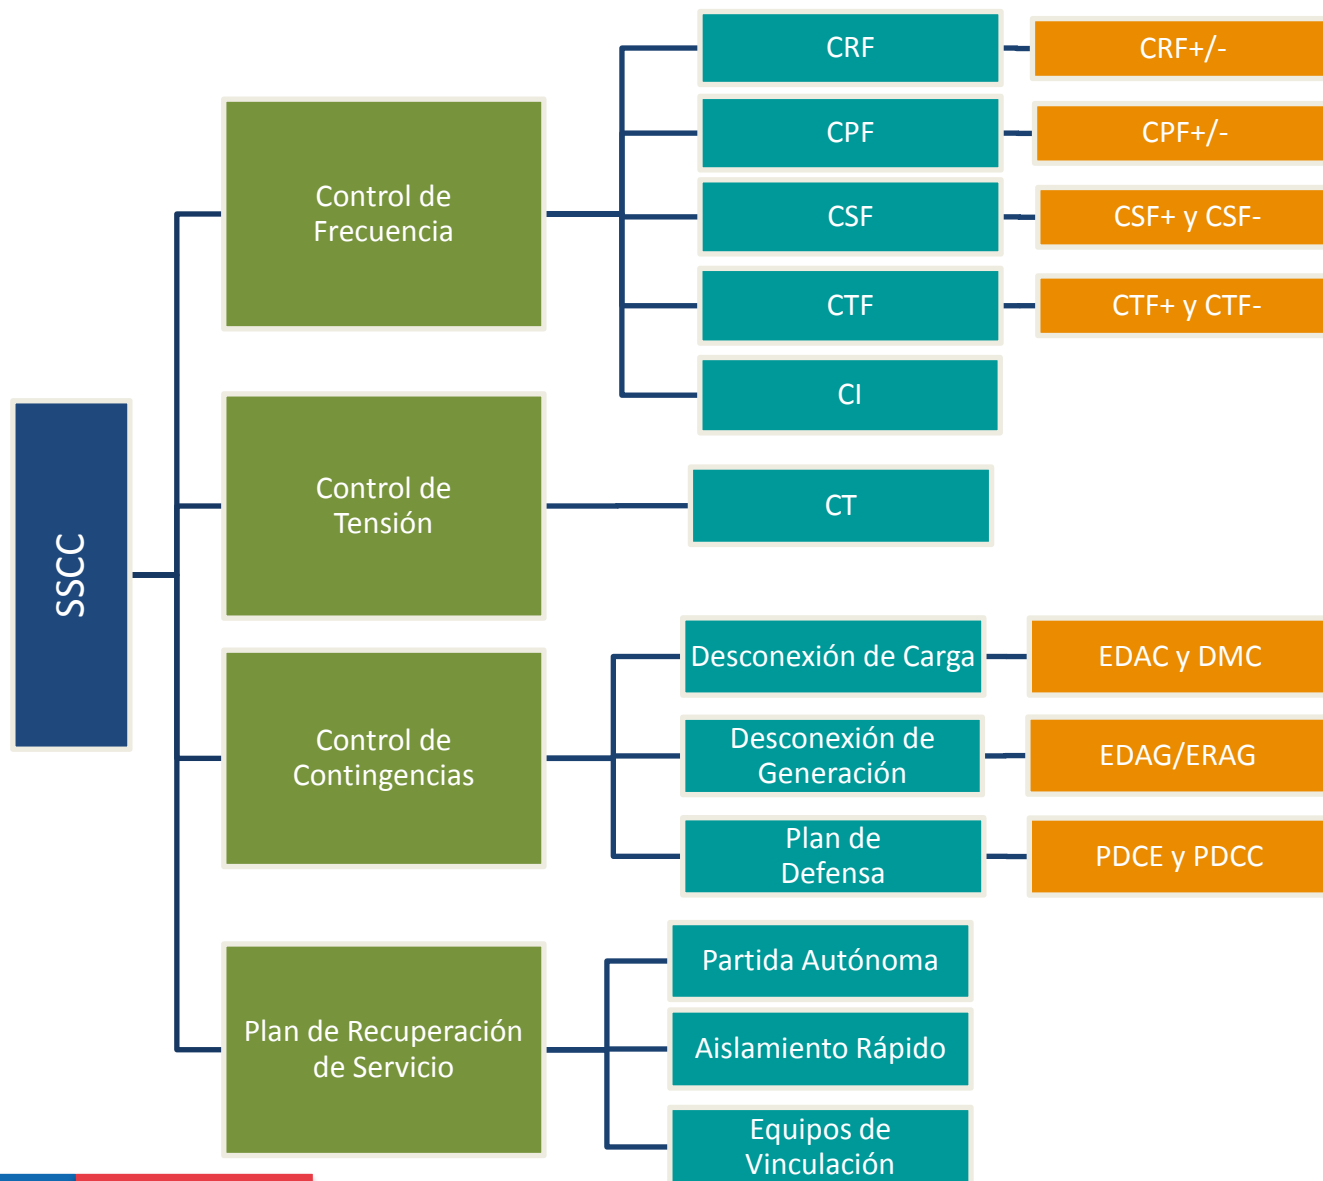 SSCC
Control de
Frecuencia
CRF
CRF+/-
CPF
CPF+/-
CSF
CSF+ y CSF-
CTF
CTF+ y CTF-
CI
Control de
Tensión
CT
Control de
Contingencias
Desconexión de Carga
EDAC y DMC
Desconexión de
Generación
EDAG/ERAG
Plan de
Defensa
PDCE y PDCC
Plan de Recuperación
de Servicio
Partida Autónoma
Aislamiento Rápido
Equipos de
Vinculación